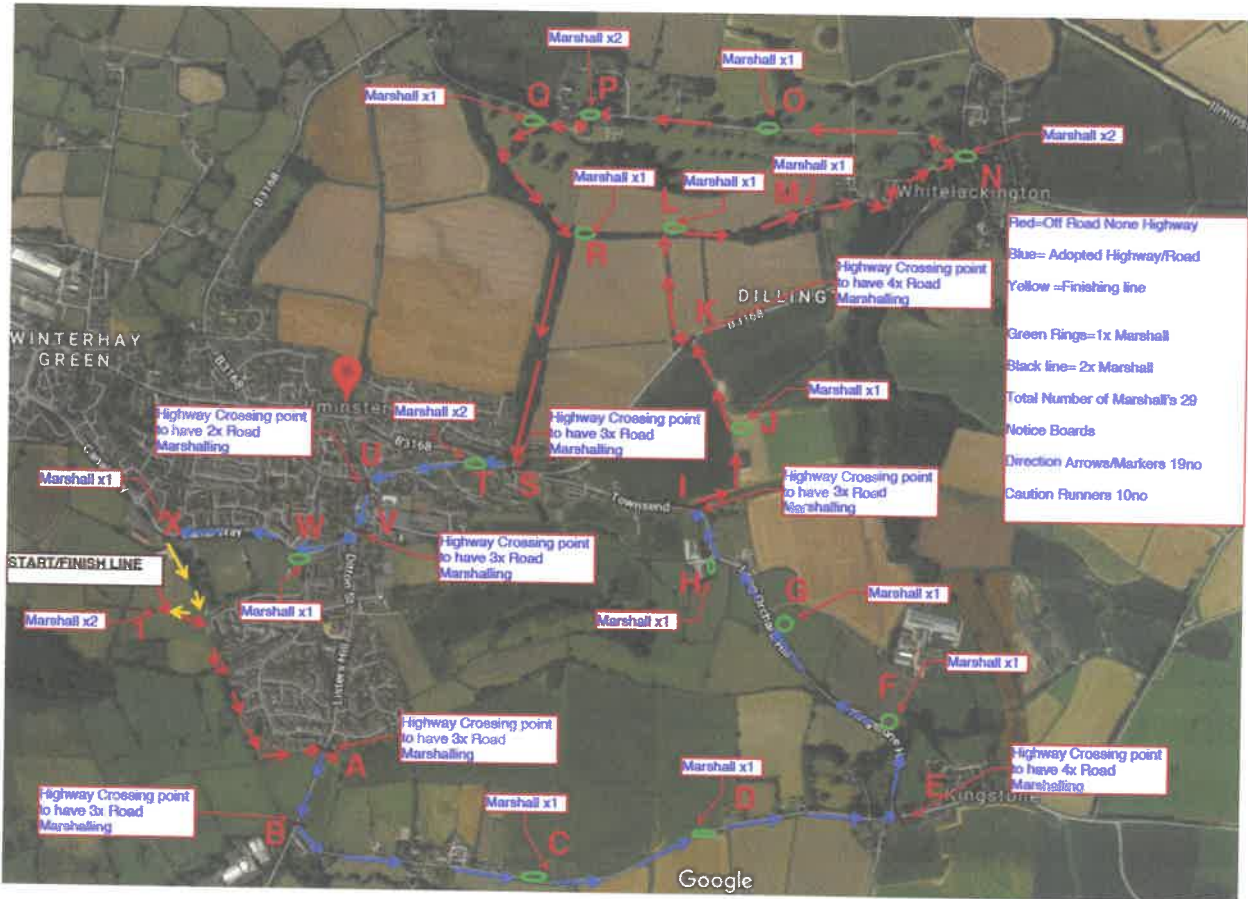 Marshall x2
Marshall x1
P
O
Q
Marshall x1
Marshall x2
B3168
Marshall x1
Marshall x1
Marshall x1
N
Whitelackington
L
M
R
Red=Off Road None Highway
Blue= Adopted Highway/Road
Yellow =Finishing line
Green Rings=1x Marshall
Black line= 2x Marshall
Total Number of Marshall's 29
Notice Boards
Direction Arrows/Markers 19no
Caution Runners 10no
Highway Crossing point
to have 4x Road
Marshalling
DILLING
K
B3168
WINTERHAY
GREEN
B3168
Ilminster
Marshall x2
Marshall x1
Highway Crossing point
to have 2x Road
Marshalling
Highway Crossing point
to have 3x Road
Marshalling
J
B3168
U
T
S
Marshall x1
I
Townsend
Highway Crossing point
to have 3x Road
Marshalling
X
W
V
Highway Crossing point
to have 3x Road
Marshalling
START/FINISH LINE
H
G
Marshall x1
Marshall x2
1
Marshall x1
Marshall x1
Marshall x1
Listers Hill
F
Highway Crossing point
to have 3x Road
Marshalling
A
Highway Crossing point
to have 4x Road
Marshalling
E
Kingstone
Marshall x1
D
Highway Crossing point
to have 3x Road
Marshalling
B
Marshall x1
C
Google